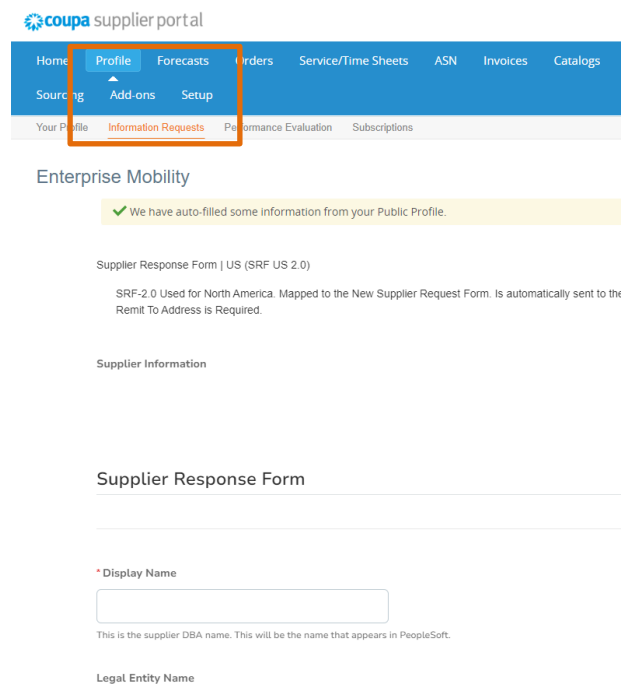 coupa supplier portal
Home Profile Forecasts Orders Service/Time Sheets ASN Invoices Catalogs
Sourcing Add-ons Setup
Your Profile Information Requests Performance Evaluation Subscriptions
Enterprise Mobility
We have auto-filled some information from your Public Profile.
Supplier Response Form | US (SRF US 2.0)
SRF-2.0 Used for North America. Mapped to the New Supplier Request Form. Is automatically sent to the
Remit To Address is Required.
Supplier Information
Supplier Response Form
* Display Name
This is the supplier DBA name. This will be the name that appears in PeopleSoft.
Legal Entity Name